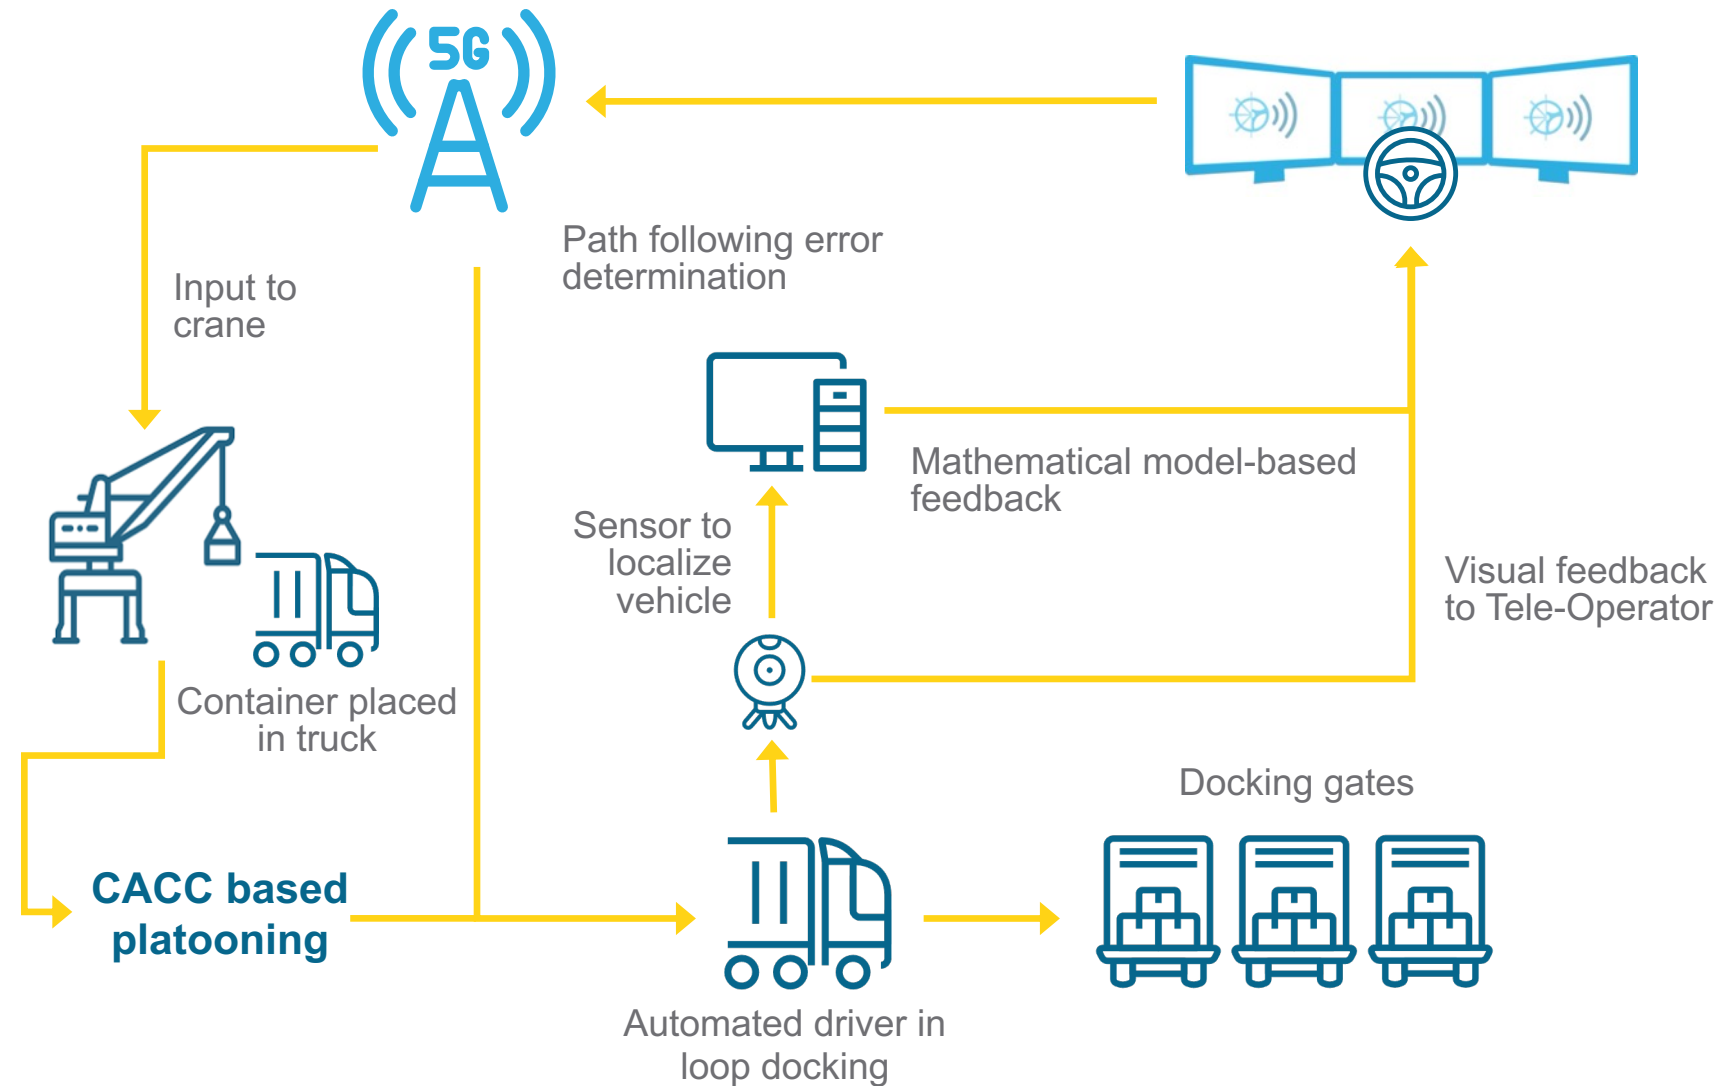 5G
Path following error
determination
Input to
crane
Mathematical model-based
feedback
Sensor to
localize
vehicle
Visual feedback
to Tele-Operator
Container placed
in truck
Docking gates
CACC based
platooning
Automated driver in
loop docking